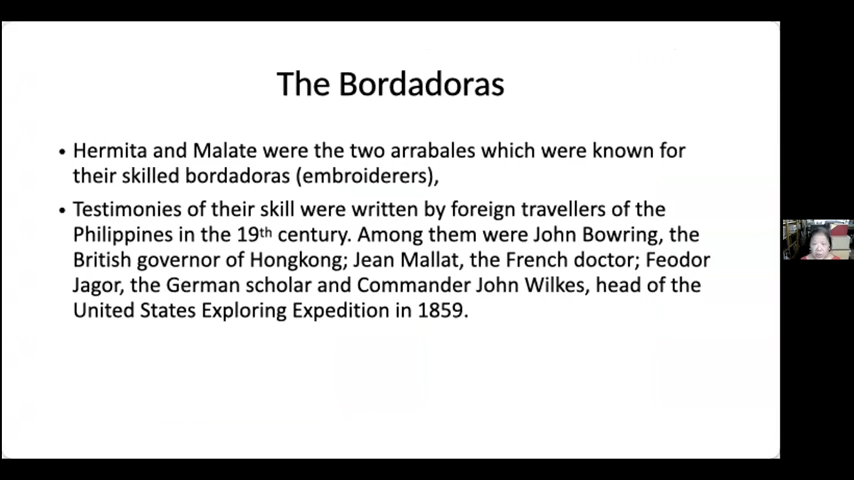 The Bordadoras
• Hermita and Malate were the two arrabales which were known for
their skilled bordadoras (embroiderers),
• Testimonies of their skill were written by foreign travellers of the
Philippines in the 19th century. Among them were John Bowring, the
British governor of Hongkong; Jean Mallat, the French doctor; Feodor
Jagor, the German scholar and Commander John Wilkes, head of the
United States Exploring Expedition in 1859.